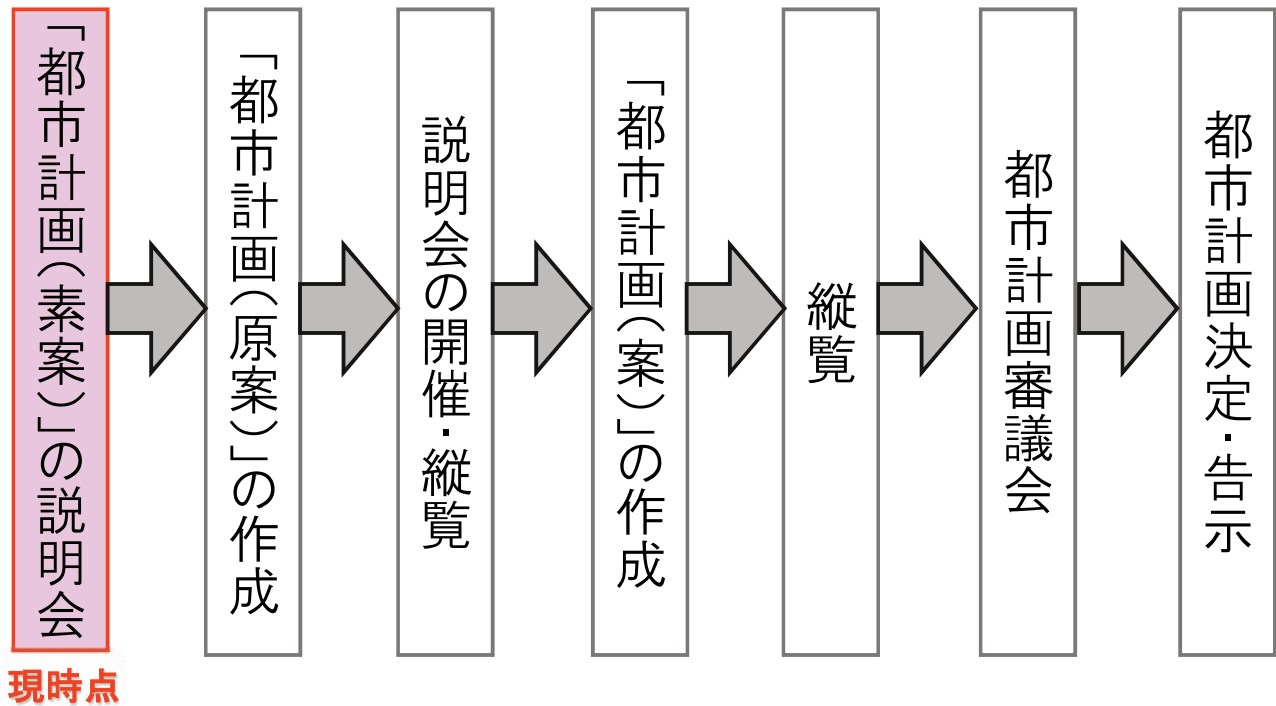 「都市計画(素案)」の説明会
「都市計画(原案)」の作成
説明会の開催・縦覧
「都市計画(案)」の作成
縦覧
都市計画審議会
都市計画決定・告示
現時点